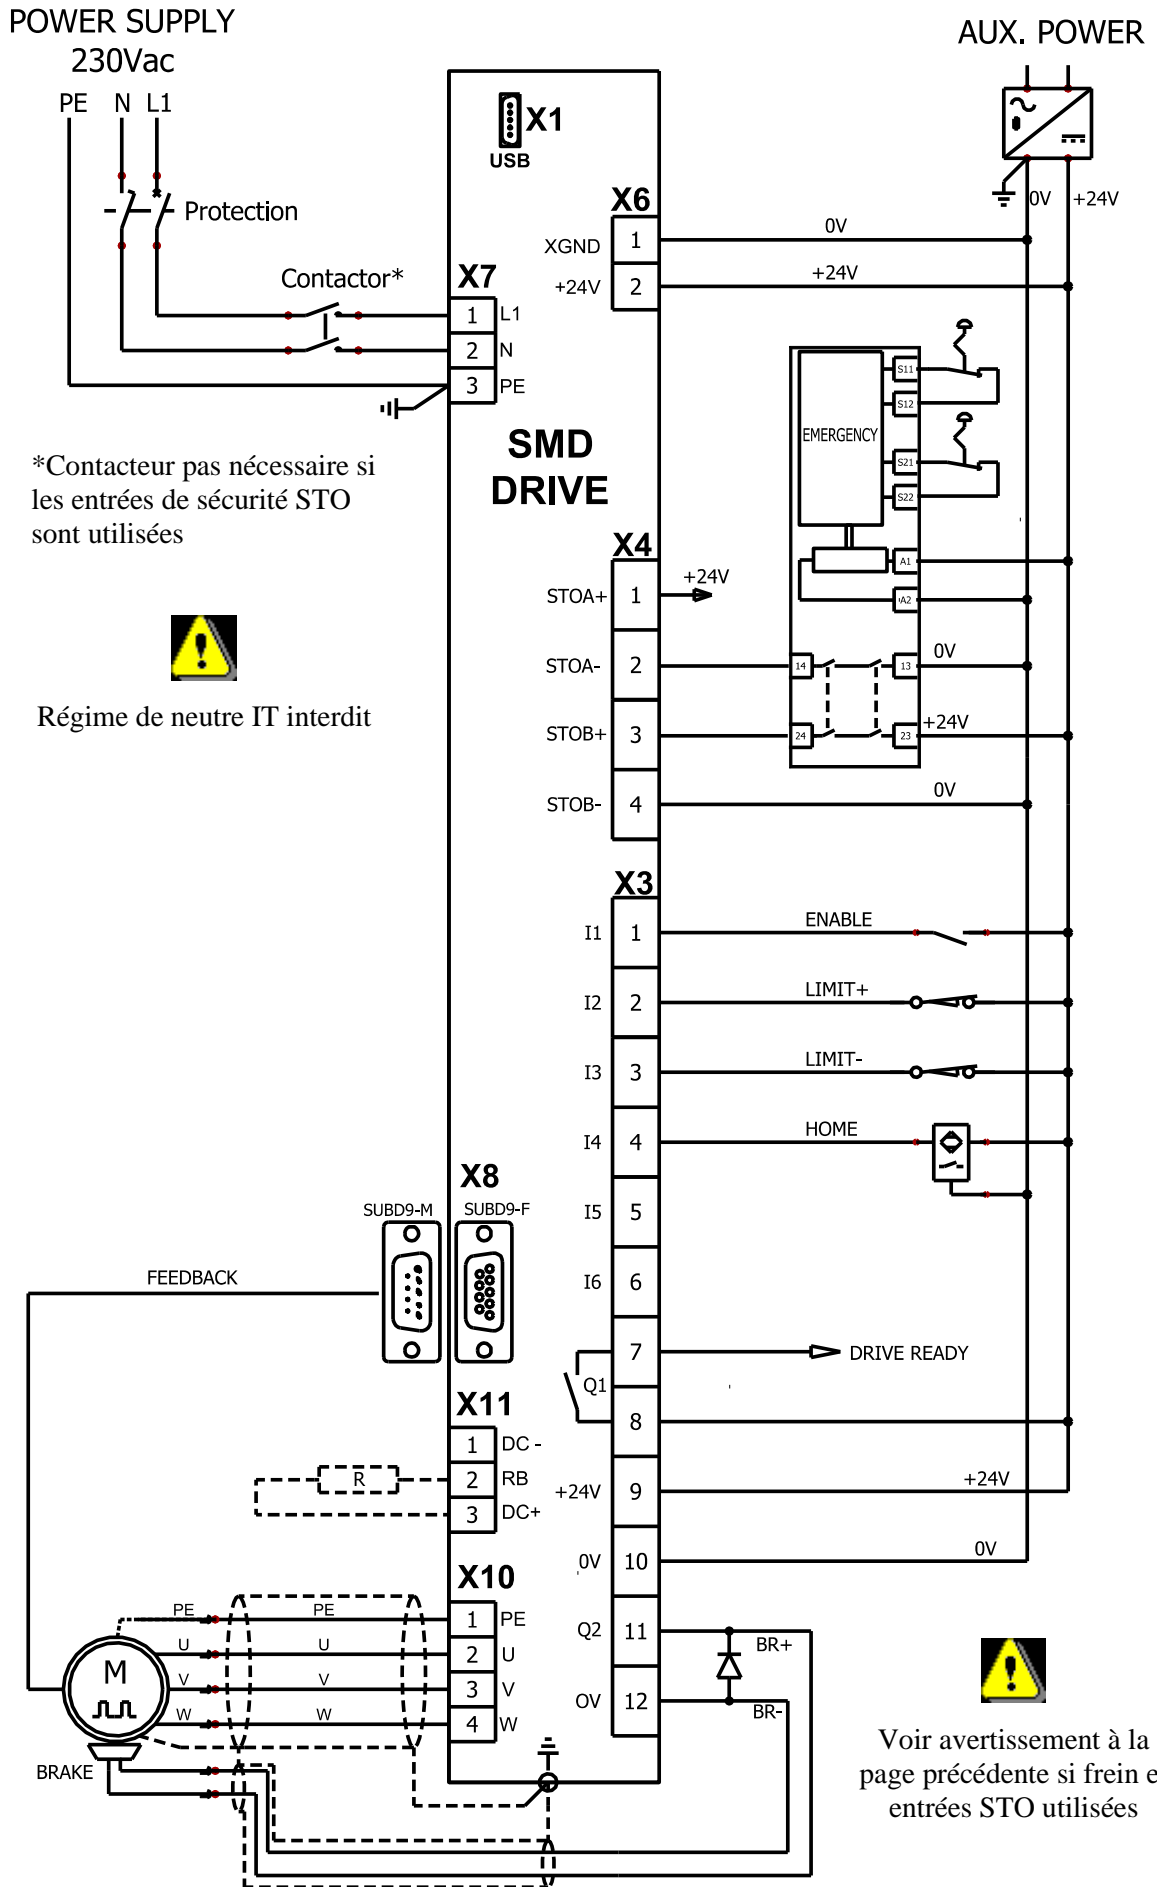 POWER SUPPLY
230Vac
PE N L1
AUX. POWER
X1
USB
0V +24V
Protection
X6
XGND 1 0V
+24V 2 +24V
Contactor*
X7
1 L1
2 N
3 PE
SMD
DRIVE
*Contacteur pas nécessaire si
les entrées de sécurité STO
sont utilisées
Régime de neutre IT interdit
EMERGENCY
S11
S12
S21
S22
A1
A2
X4
STOA+ 1 +24V
STOA- 2 14 13 0V
STOB+ 3 24 23 +24V
STOB- 4 0V
X3
I1 1 ENABLE
I2 2 LIMIT+
I3 3 LIMIT-
I4 4 HOME
I5 5
I6 6
7 DRIVE READY
Q1
8
+24V 9 +24V
0V 10 0V
Q2 11 BR+
OV 12 BR-
X8
SUBD9-M SUBD9-F
FEEDBACK
X11
1 DC -
2 RB
3 DC+
R
X10
PE PE 1 PE
U U 2 U
V V 3 V
W W 4 W
M
BRAKE
Voir avertissement à la
page précédente si frein e
entrées STO utilisées